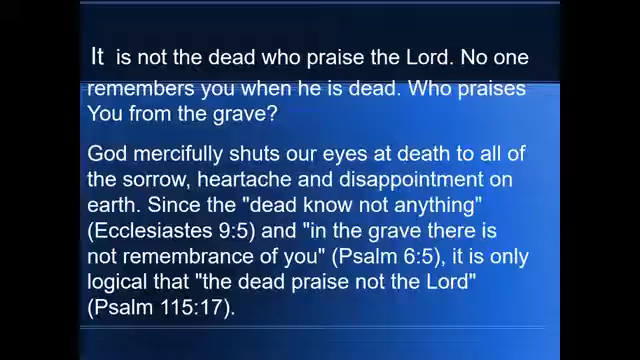 It is not the dead who praise the Lord. No one
remembers you when he is dead. Who praises
You from the grave?
God mercifully shuts our eyes at death to all of
the sorrow, heartache and disappointment on
earth. Since the "dead know not anything"
(Ecclesiastes 9:5) and "in the grave there is
not remembrance of you" (Psalm 6:5), it is only
logical that "the dead praise not the Lord"
(Psalm 115:17).